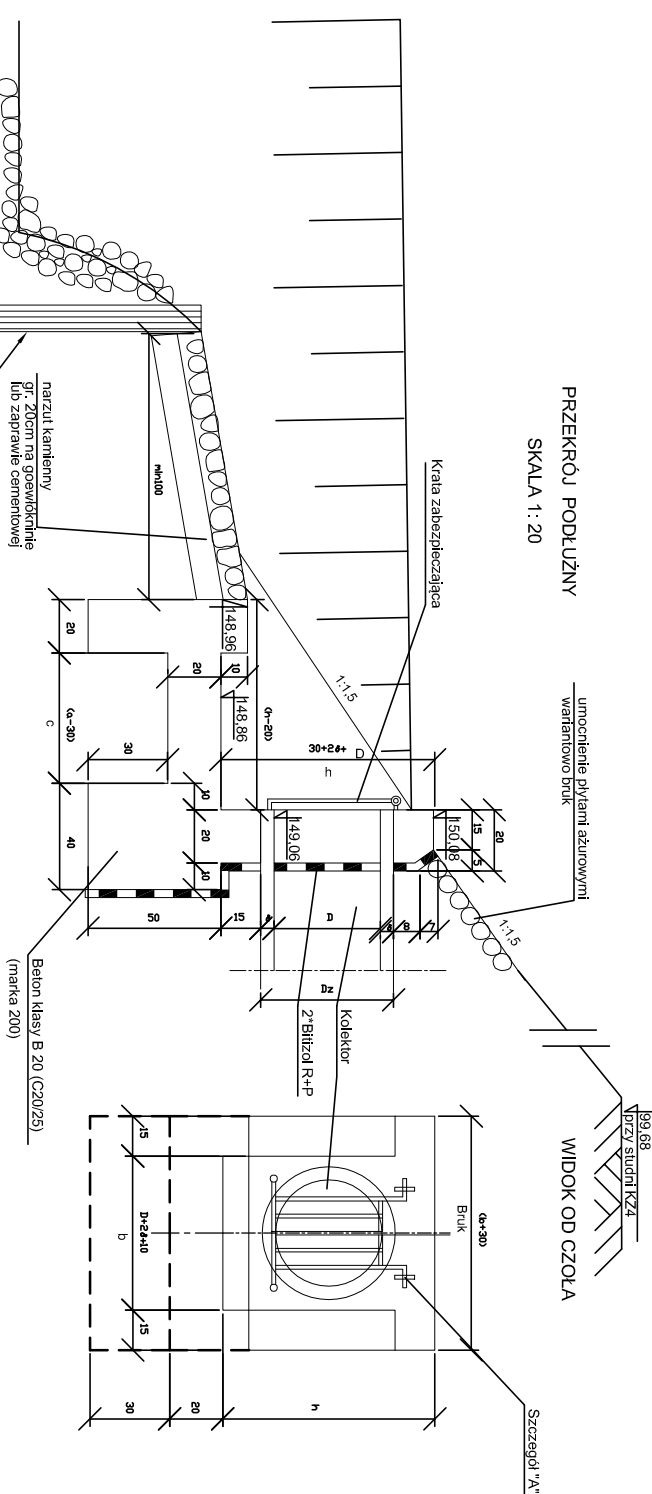 PRZEKRÓJ PODŁUŻNY
SKALA 1: 20
umocnienie płytami ażurowymi
wariantowo bruk
Krata zabezpieczająca
1:1,5
1:1,5
99,68
przy studni KZ4
WIDOK OD CZOŁA
narzut kamienny
gr. 20cm na goewłókninie
lub zaprawie cementowej
min100
148,96
148,86
149,06
150,08
20
(a-30)
c
40
30
20
10
(h-20)
30+2δ+
D
h
10
20
10
15
5
20
50
15
δ
D
δ
8
7
Dz
Kolektor
2*Bitizol R+P
Beton klasy B 20 (C20/25)
(marka 200)
(b+30)
Bruk
15
D+2δ+10
b
15
30
20
h
Szczegół "A"